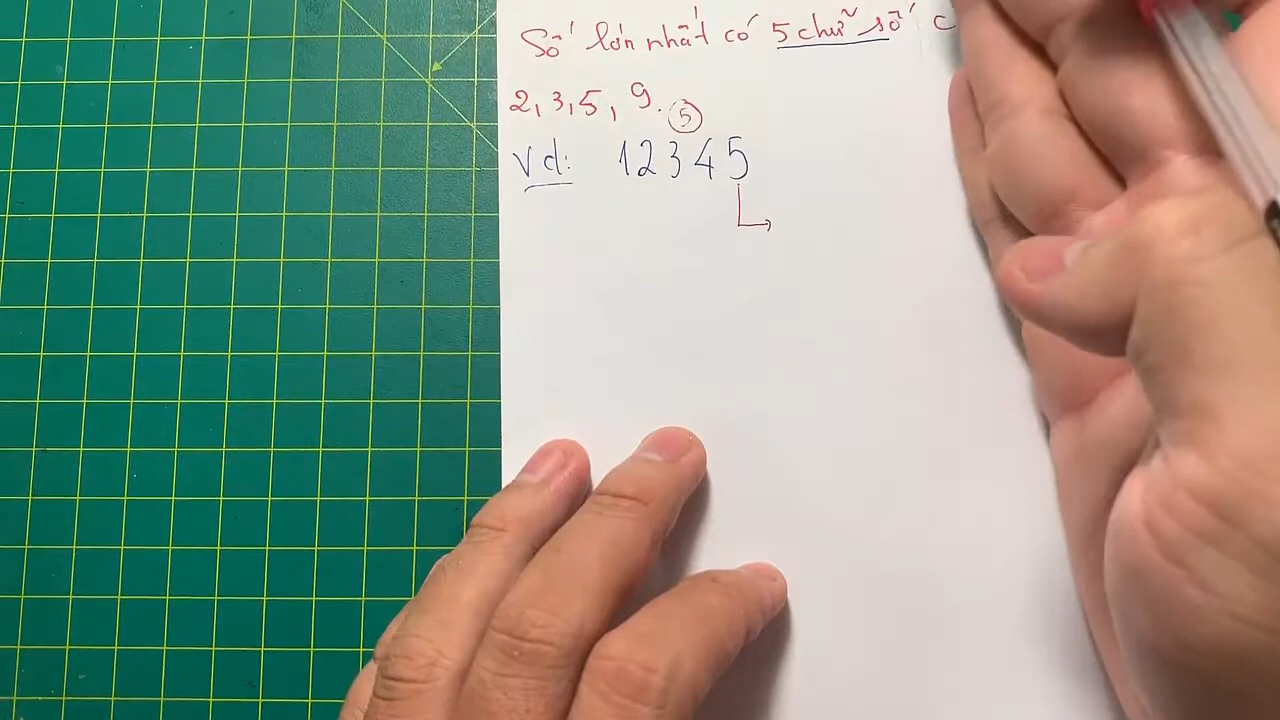 Số lớn nhất có 5 chữ số c
2, 3, 5, 9.
5
Vd: 12345